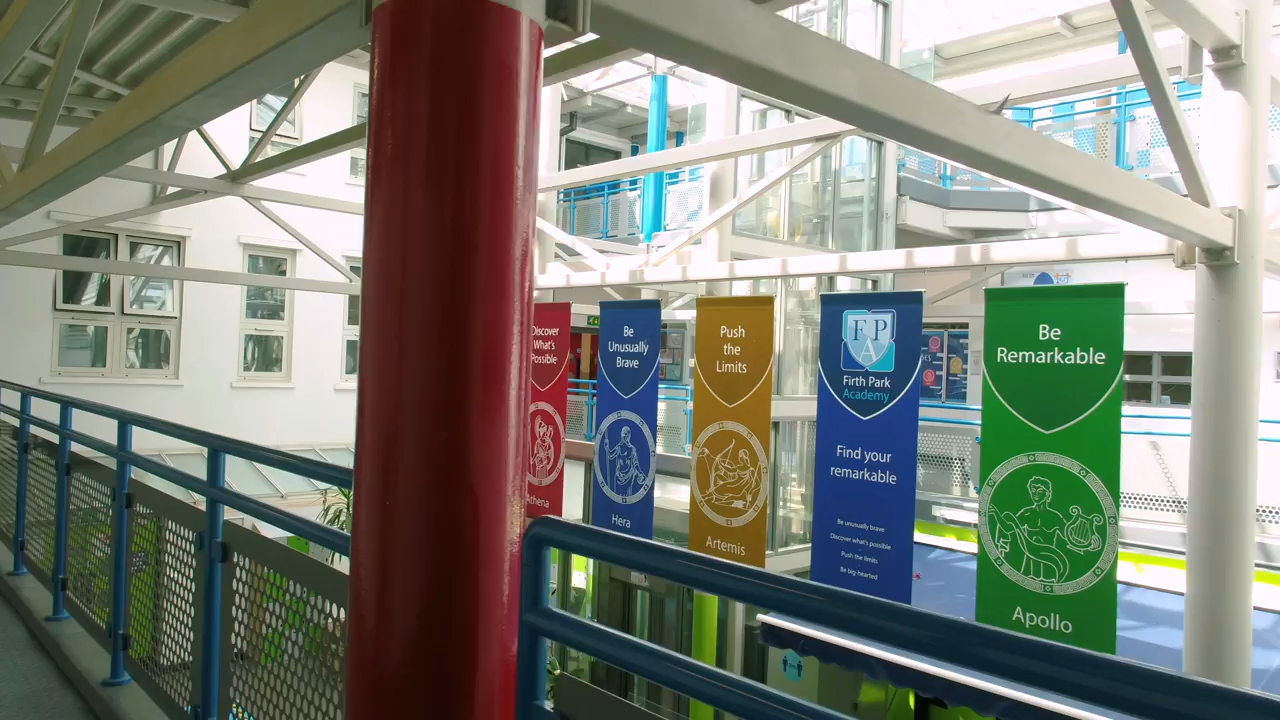 Discover
What's
Possible
Athena
Be
Unusually
Brave
Hera
Push
the
Limits
Artemis
FPA
Firth Park
Academy
Find your
remarkable
Be unusually brave
Discover what's possible
Push the limits
Be big-hearted
Be
Remarkable
Apollo